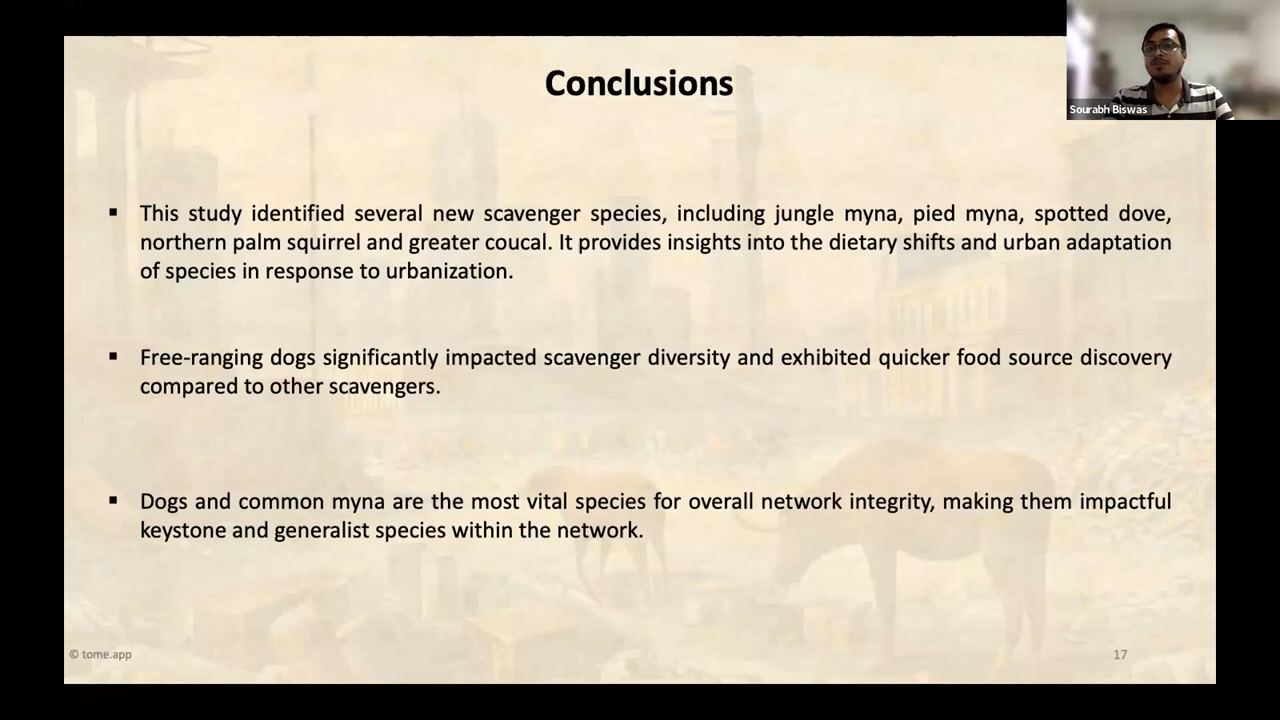 Conclusions
Sourabh Biswas
▪ This study identified several new scavenger species, including jungle myna, pied myna, spotted dove,
northern palm squirrel and greater coucal. It provides insights into the dietary shifts and urban adaptation
of species in response to urbanization.
▪ Free-ranging dogs significantly impacted scavenger diversity and exhibited quicker food source discovery
compared to other scavengers.
▪ Dogs and common myna are the most vital species for overall network integrity, making them impactful
keystone and generalist species within the network.
© tome.app
17